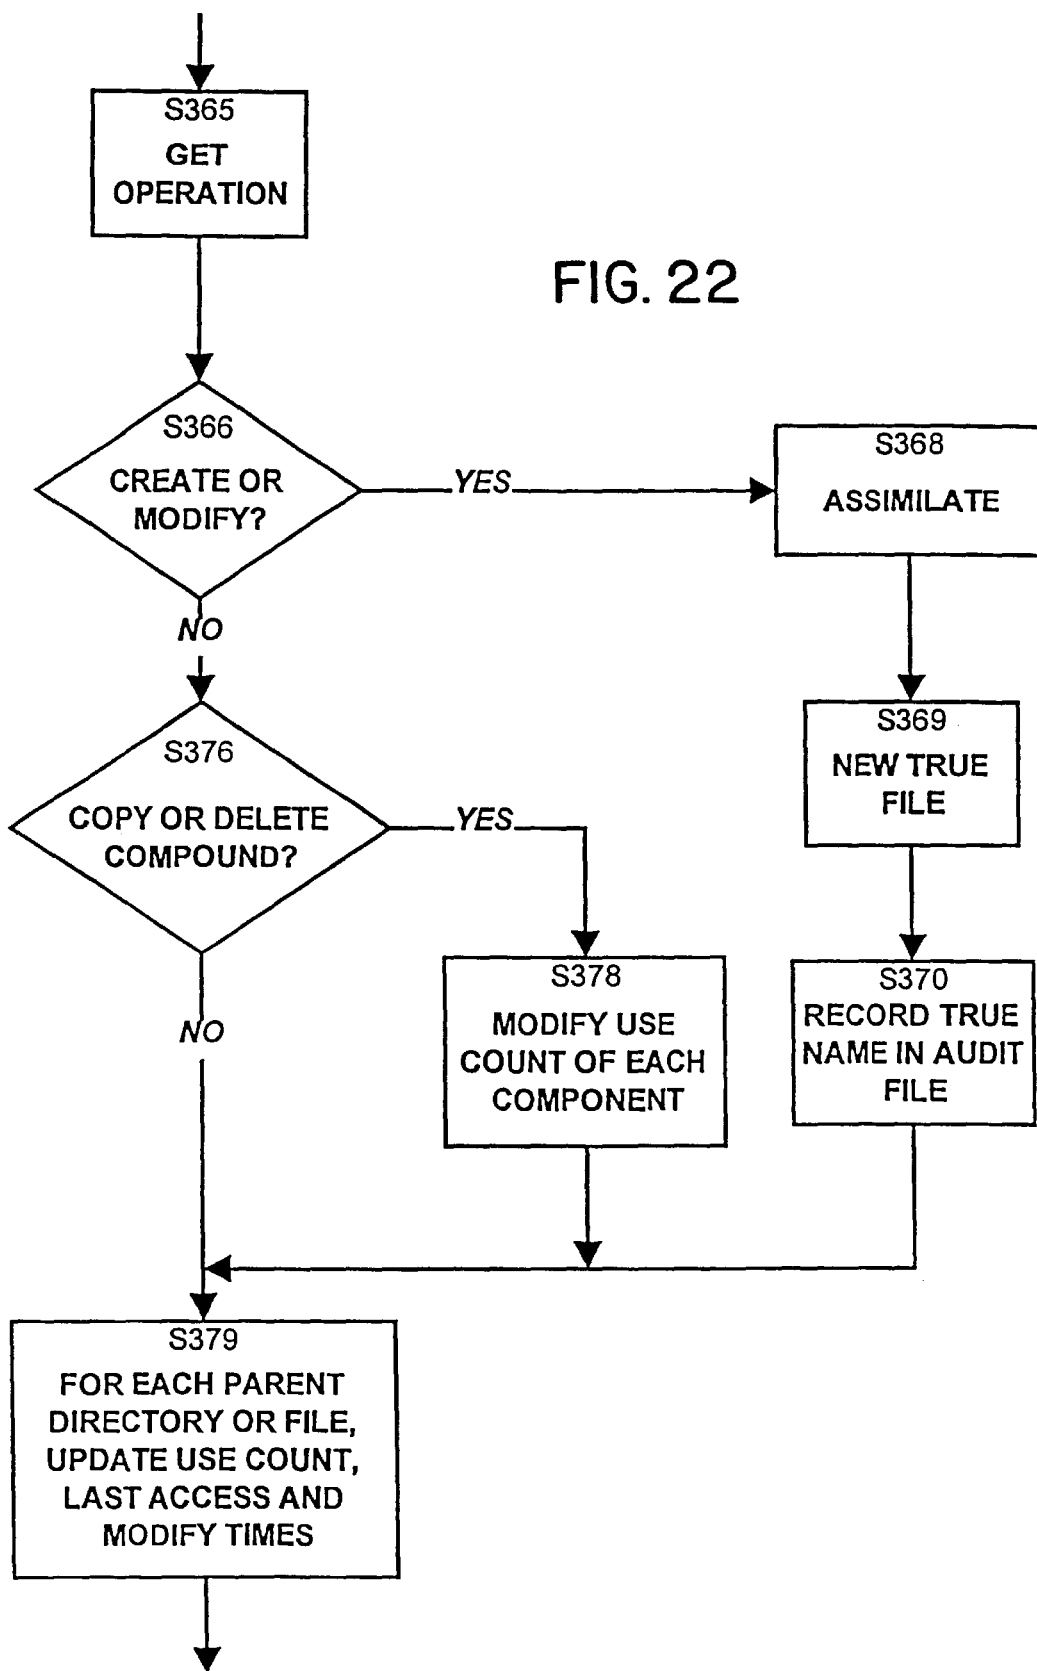 S365
GET
OPERATION
FIG. 22
S366
CREATE OR
MODIFY?
YES
S368
ASSIMILATE
NO
S369
NEW TRUE
FILE
S376
COPY OR DELETE
COMPOUND?
YES
S378
MODIFY USE
COUNT OF EACH
COMPONENT
S370
RECORD TRUE
NAME IN AUDIT
FILE
NO
S379
FOR EACH PARENT
DIRECTORY OR FILE,
UPDATE USE COUNT,
LAST ACCESS AND
MODIFY TIMES